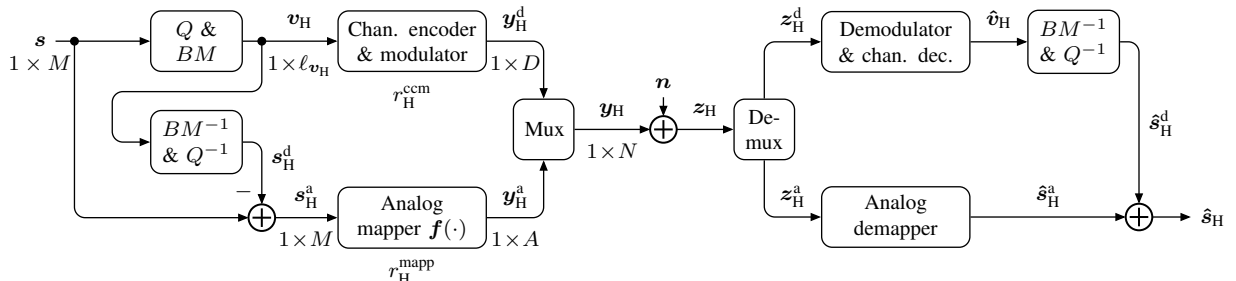 s
1 × M
Q &
BM
v_H
1×ℓ_{v_H}
Chan. encoder
& modulator
r_H^{ccm}
y_H^d
1×D
BM^{−1}
& Q^{−1}
s_H^d
−
s_H^a
1×M
Analog
mapper f(·)
r_H^{mapp}
y_H^a
1×A
Mux
y_H
1×N
n
z_H
De-
mux
z_H^d
Demodulator
& chan. dec.
v̂_H
BM^{−1}
& Q^{−1}
ŝ_H^d
z_H^a
Analog
demapper
ŝ_H^a
ŝ_H